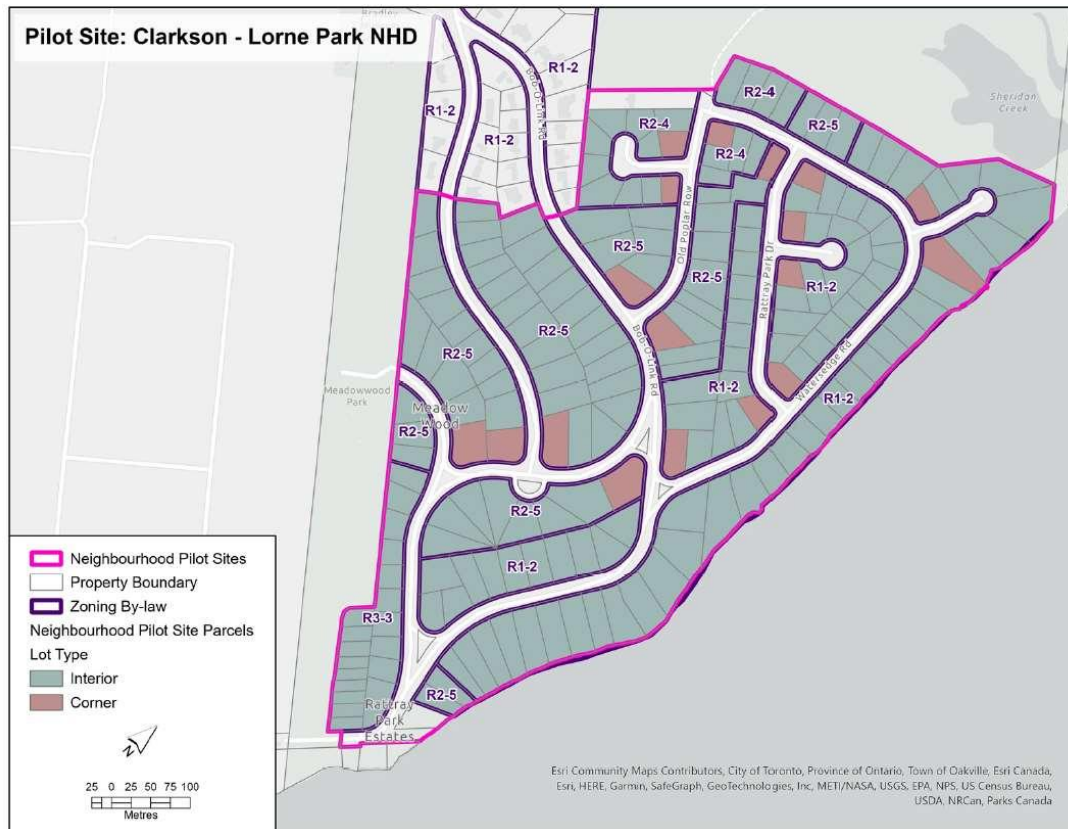 Pilot Site: Clarkson - Lorne Park NHD
Bradley
R1-2
R1-2
R1-2
Bob-O-Link Rd
R2-4
R2-5
Sheridan
Creek
R2-4
R2-4
Old Poplar Row
R2-5
R2-5
Rattray Park Dr
R1-2
R2-5
R2-5
Bob-O-Link Rd
Watersedge Rd
R1-2
R1-2
Meadowwood
Park
Meadow
Wood
R2-5
R2-5
R1-2
R3-3
R2-5
Rattray
Park
Estates
Neighbourhood Pilot Sites
Property Boundary
Zoning By-law
Neighbourhood Pilot Site Parcels
Lot Type
Interior
Corner
N
25 0 25 50 75 100
Metres
Esri Community Maps Contributors, City of Toronto, Province of Ontario, Town of Oakville, Esri Canada,
Esri, HERE, Garmin, SafeGraph, GeoTechnologies, Inc, METI/NASA, USGS, EPA, NPS, US Census Bureau,
USDA, NRCan, Parks Canada